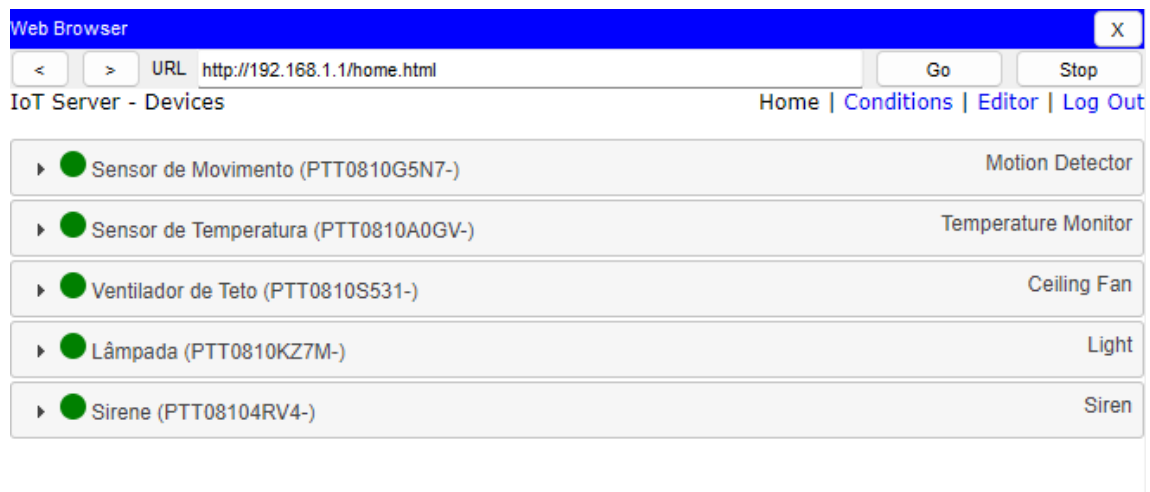 Web Browser X
< > URL http://192.168.1.1/home.html Go Stop
IoT Server - Devices Home | Conditions | Editor | Log Out
Sensor de Movimento (PTT0810G5N7-) Motion Detector
Sensor de Temperatura (PTT0810A0GV-) Temperature Monitor
Ventilador de Teto (PTT0810S531-) Ceiling Fan
Lâmpada (PTT0810KZ7M-) Light
Sirene (PTT08104RV4-) Siren